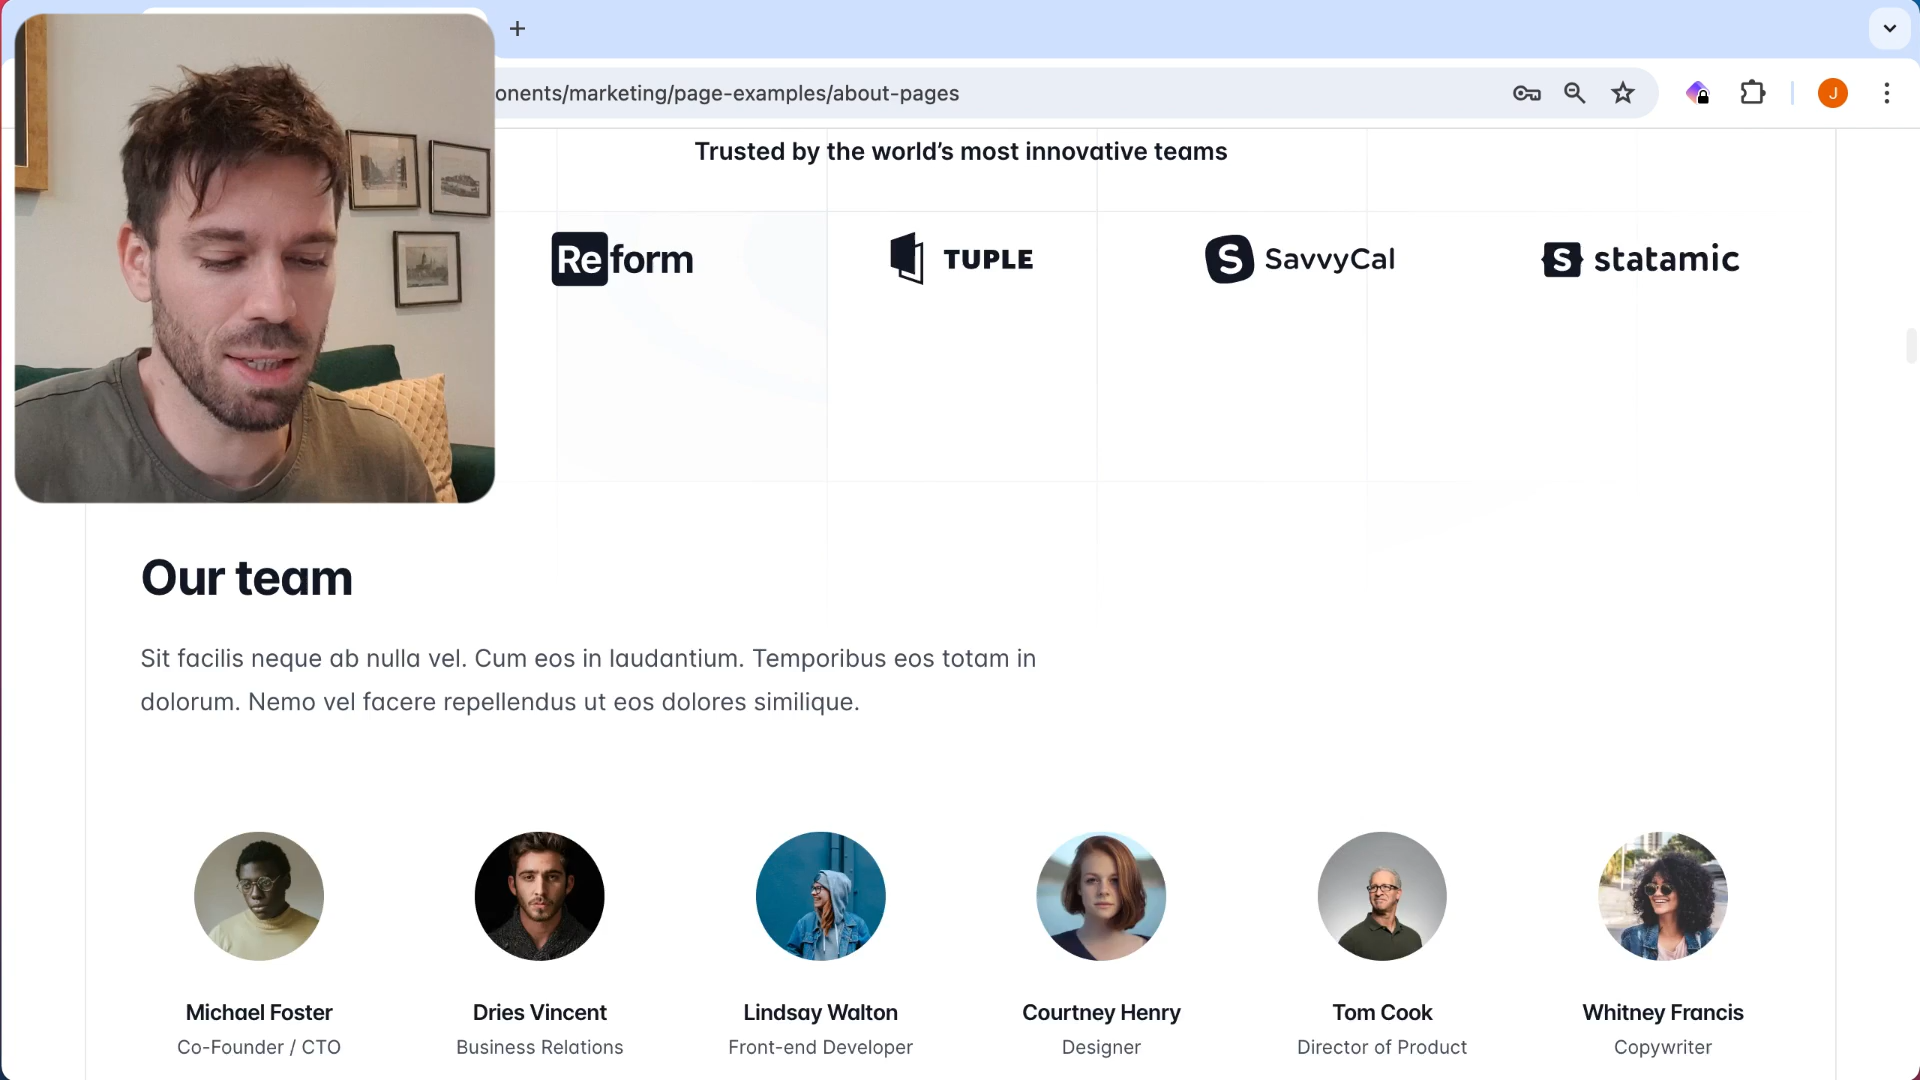 onents/marketing/page-examples/about-pages
J
Trusted by the world’s most innovative teams
Reform
TUPLE
S SavvyCal
S statamic
Our team
Sit facilis neque ab nulla vel. Cum eos in laudantium. Temporibus eos totam in
dolorum. Nemo vel facere repellendus ut eos dolores similique.
Michael Foster
Co-Founder / CTO
Dries Vincent
Business Relations
Lindsay Walton
Front-end Developer
Courtney Henry
Designer
Tom Cook
Director of Product
Whitney Francis
Copywriter